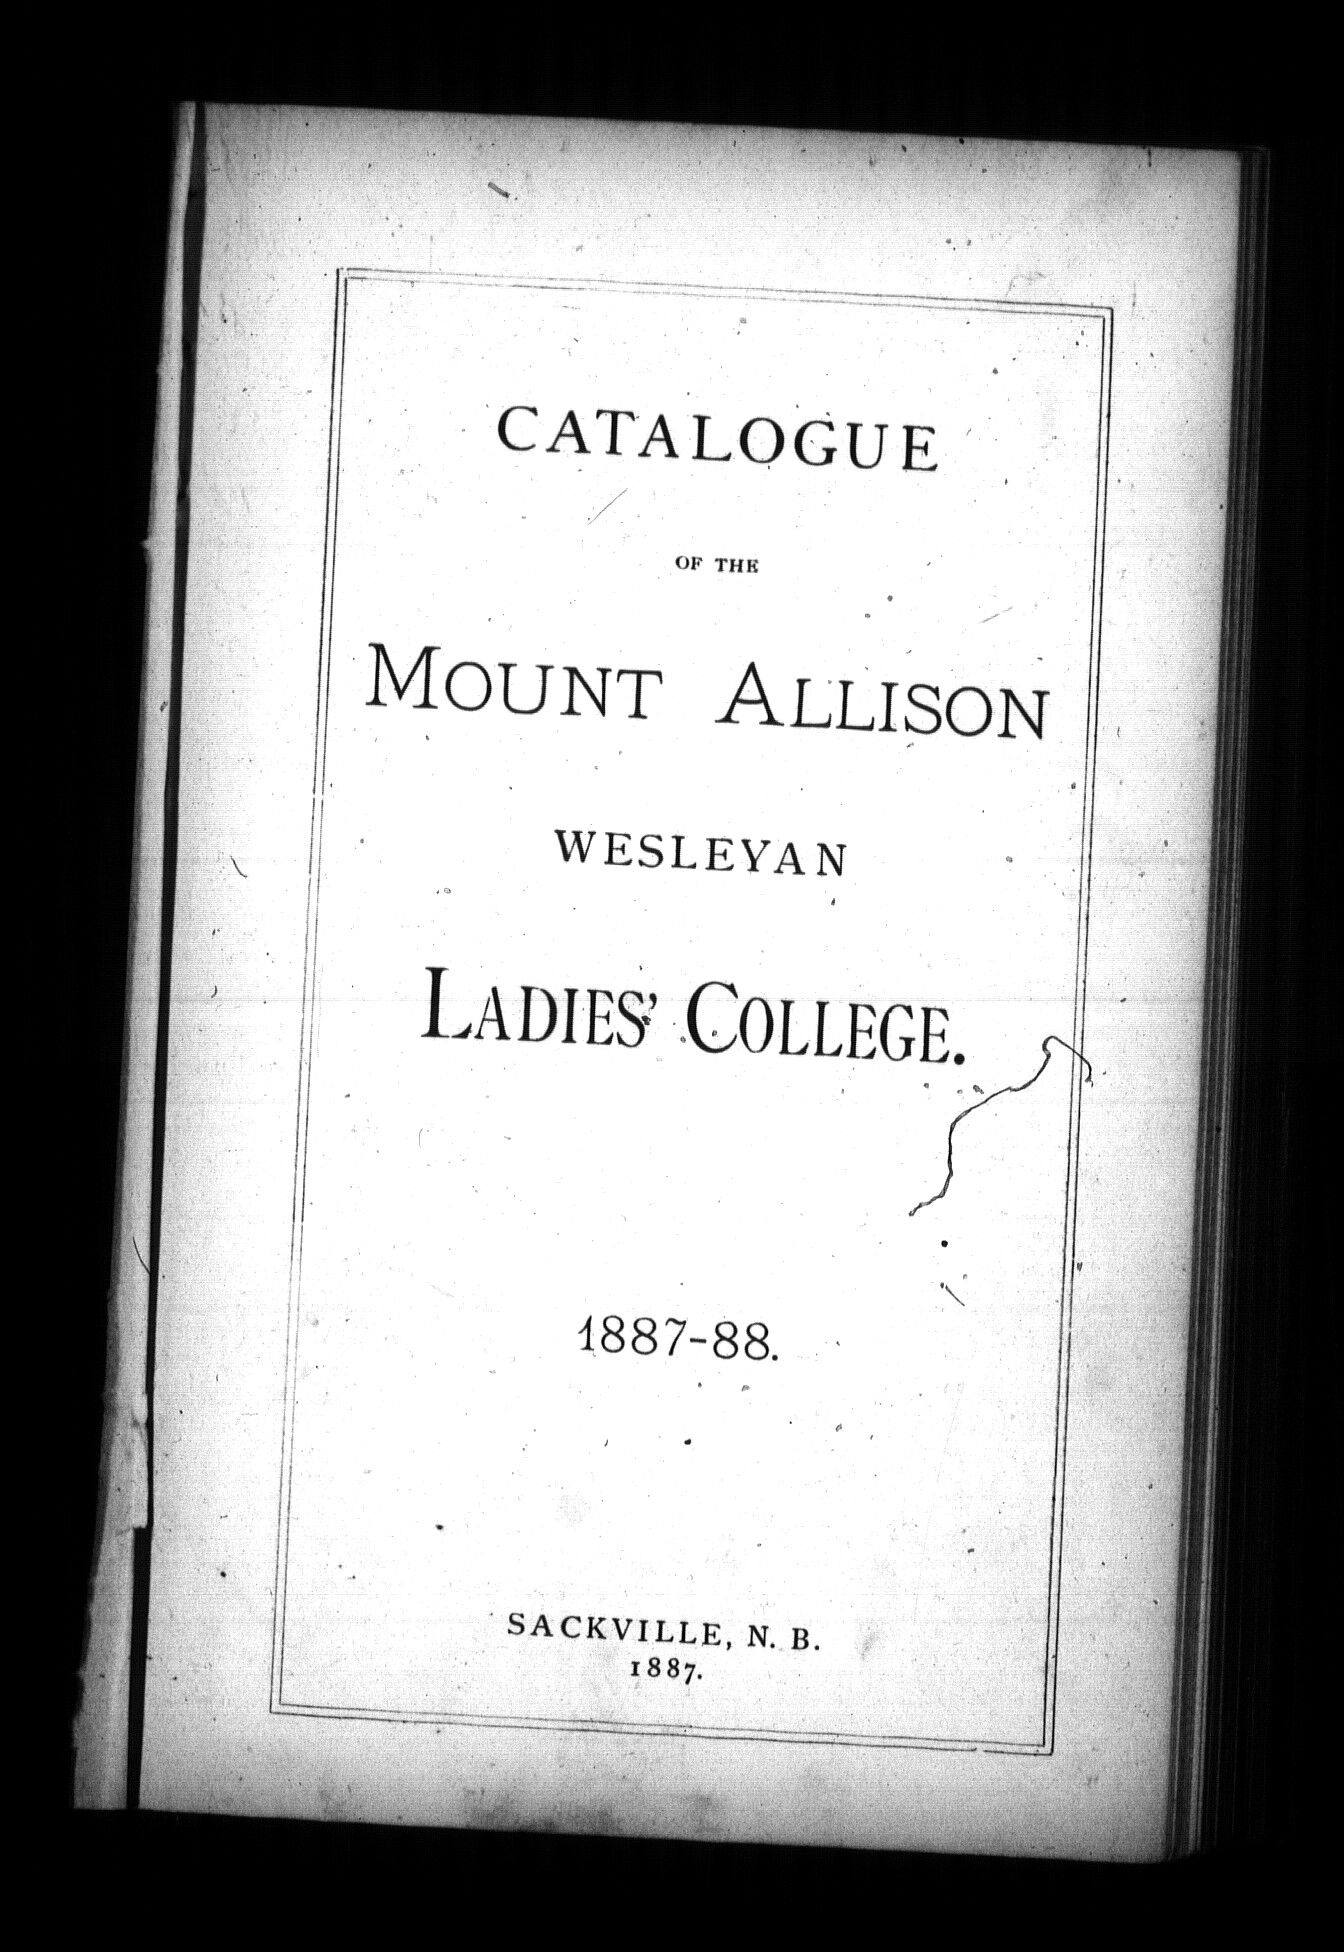 CATALOGUE
OF THE
MOUNT ALLISON
WESLEYAN
LADIES' COLLEGE.
1887-88.
SACKVILLE, N. B.
1887.